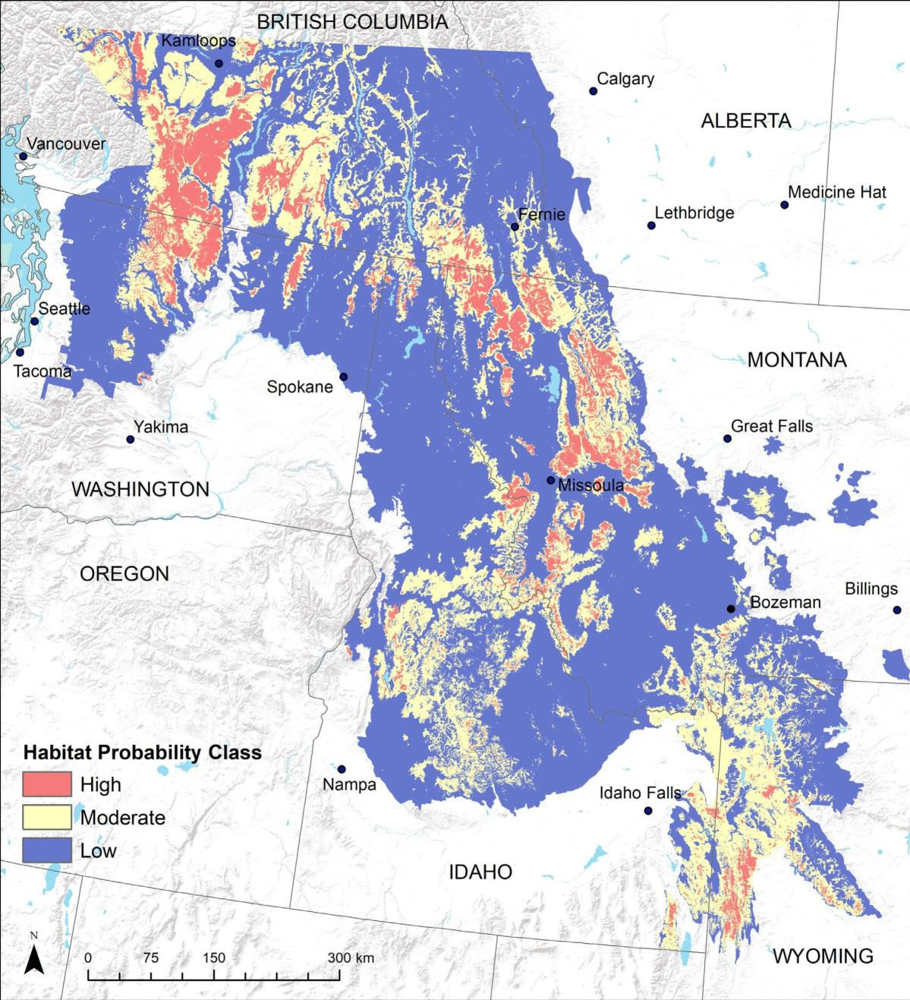 BRITISH COLUMBIA
Kamloops
Calgary
ALBERTA
Vancouver
Medicine Hat
Fernie
Lethbridge
Seattle
MONTANA
Tacoma
Spokane
Yakima
Great Falls
WASHINGTON
Missoula
OREGON
Billings
Bozeman
Habitat Probability Class
High
Moderate
Low
Nampa
Idaho Falls
IDAHO
WYOMING
N
0 75 150 300 km